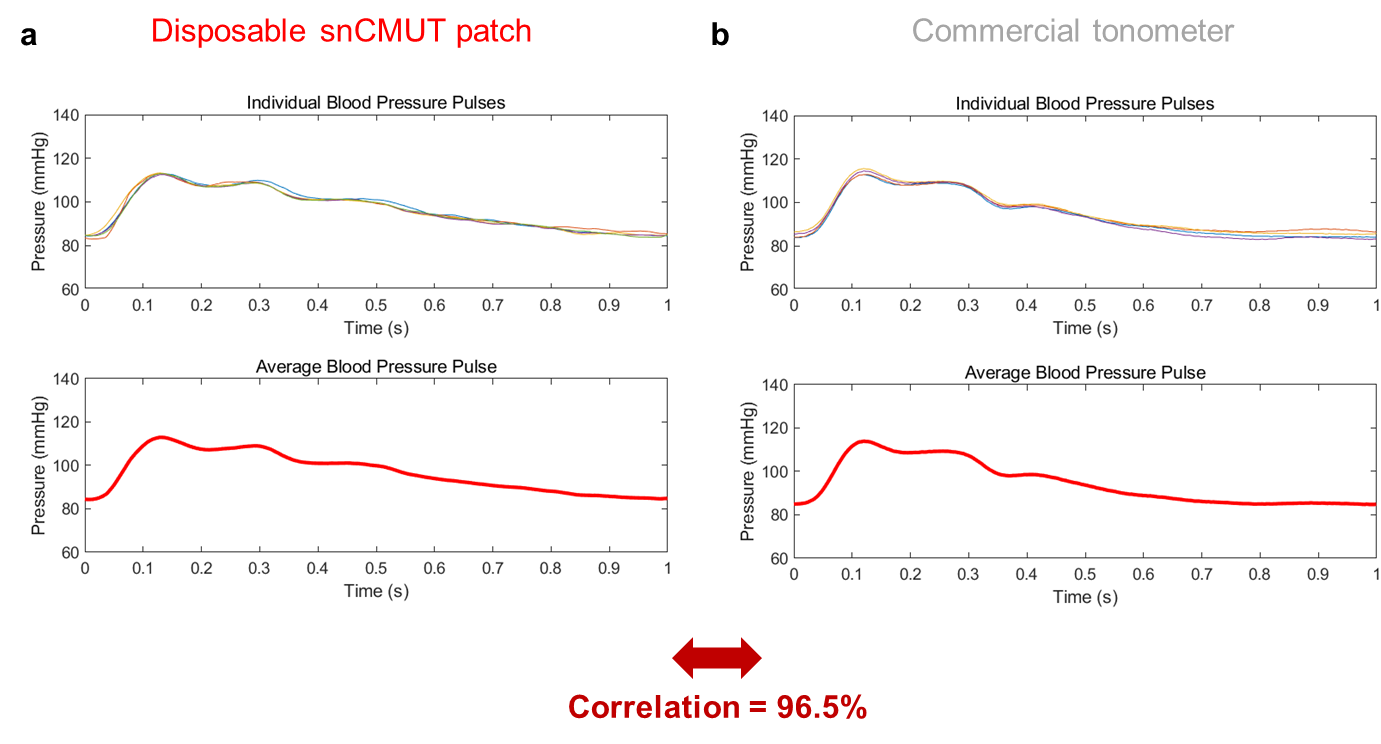 a
Disposable snCMUT patch
Individual Blood Pressure Pulses
Pressure (mmHg)
140
120
100
80
60
0 0.1 0.2 0.3 0.4 0.5 0.6 0.7 0.8 0.9 1
Time (s)
Average Blood Pressure Pulse
Pressure (mmHg)
140
120
100
80
60
0 0.1 0.2 0.3 0.4 0.5 0.6 0.7 0.8 0.9 1
Time (s)
b
Commercial tonometer
Individual Blood Pressure Pulses
Pressure (mmHg)
140
120
100
80
60
0 0.1 0.2 0.3 0.4 0.5 0.6 0.7 0.8 0.9 1
Time (s)
Average Blood Pressure Pulse
Pressure (mmHg)
140
120
100
80
60
0 0.1 0.2 0.3 0.4 0.5 0.6 0.7 0.8 0.9 1
Time (s)
Correlation = 96.5%